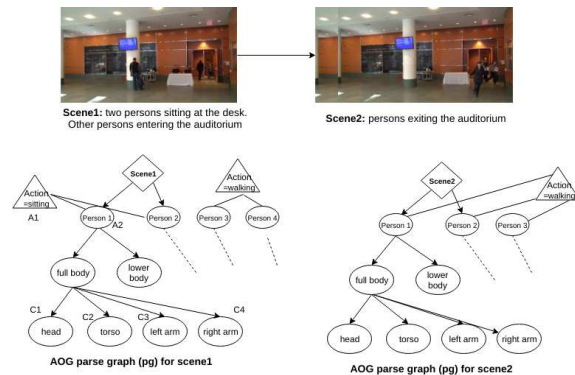 Scene1: two persons sitting at the desk.
Other persons entering the auditorium
Scene2: persons exiting the auditorium
Scene1
Action
=sitting
A1
Action
=walking
Person 1
A2
Person 2
Person 3
Person 4
full body
lower
body
C1
C2
C3
C4
head
torso
left arm
right arm
AOG parse graph (pg) for scene1
Scene2
Action
=walking
Person 1
Person 2
Person 3
full body
lower
body
head
torso
left arm
right arm
AOG parse graph (pg) for scene2